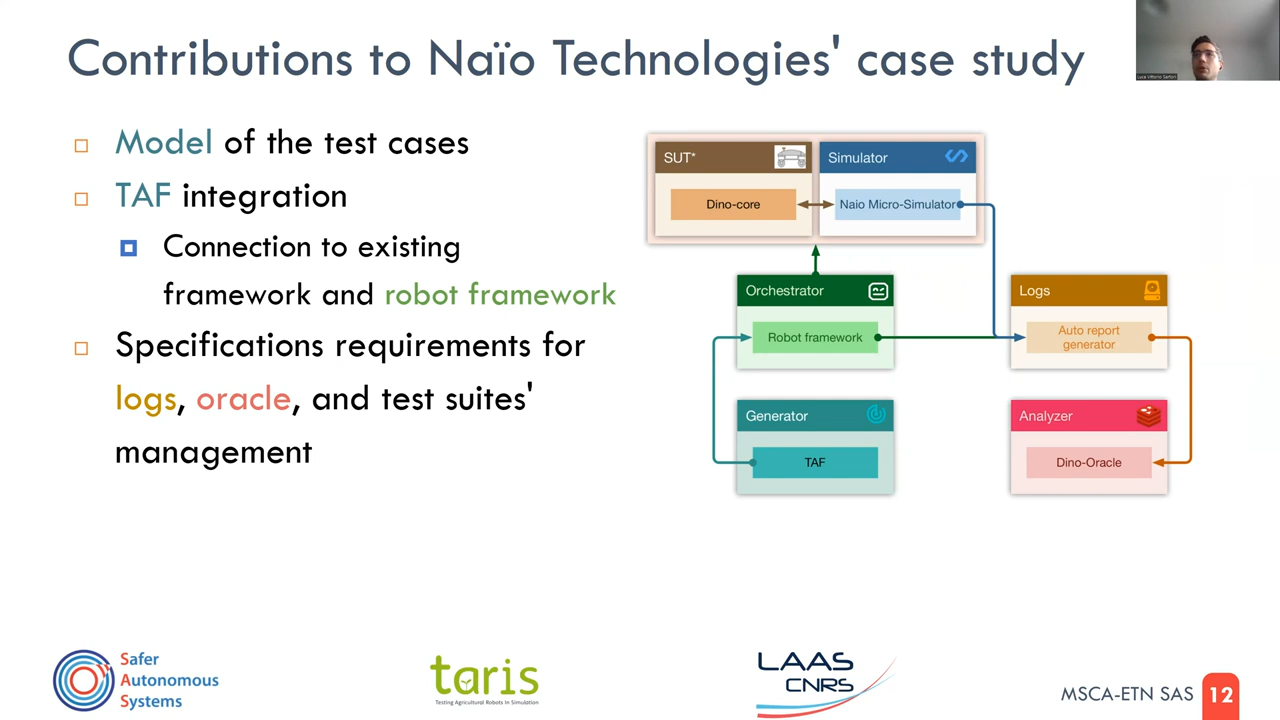 Contributions to Naïo Technologies' case study
Luca Vittorio Sartori
Model of the test cases
TAF integration
Connection to existing
framework and robot framework
Specifications requirements for
logs, oracle, and test suites'
management
SUT*
Simulator
Dino-core
Naio Micro-Simulator
Orchestrator
Robot framework
Logs
Auto report
generator
Generator
TAF
Analyzer
Dino-Oracle
Safer
Autonomous
Systems
taris
Testing Agricultural Robots In Simulation
LAAS
CNRS
MSCA-ETN SAS
12